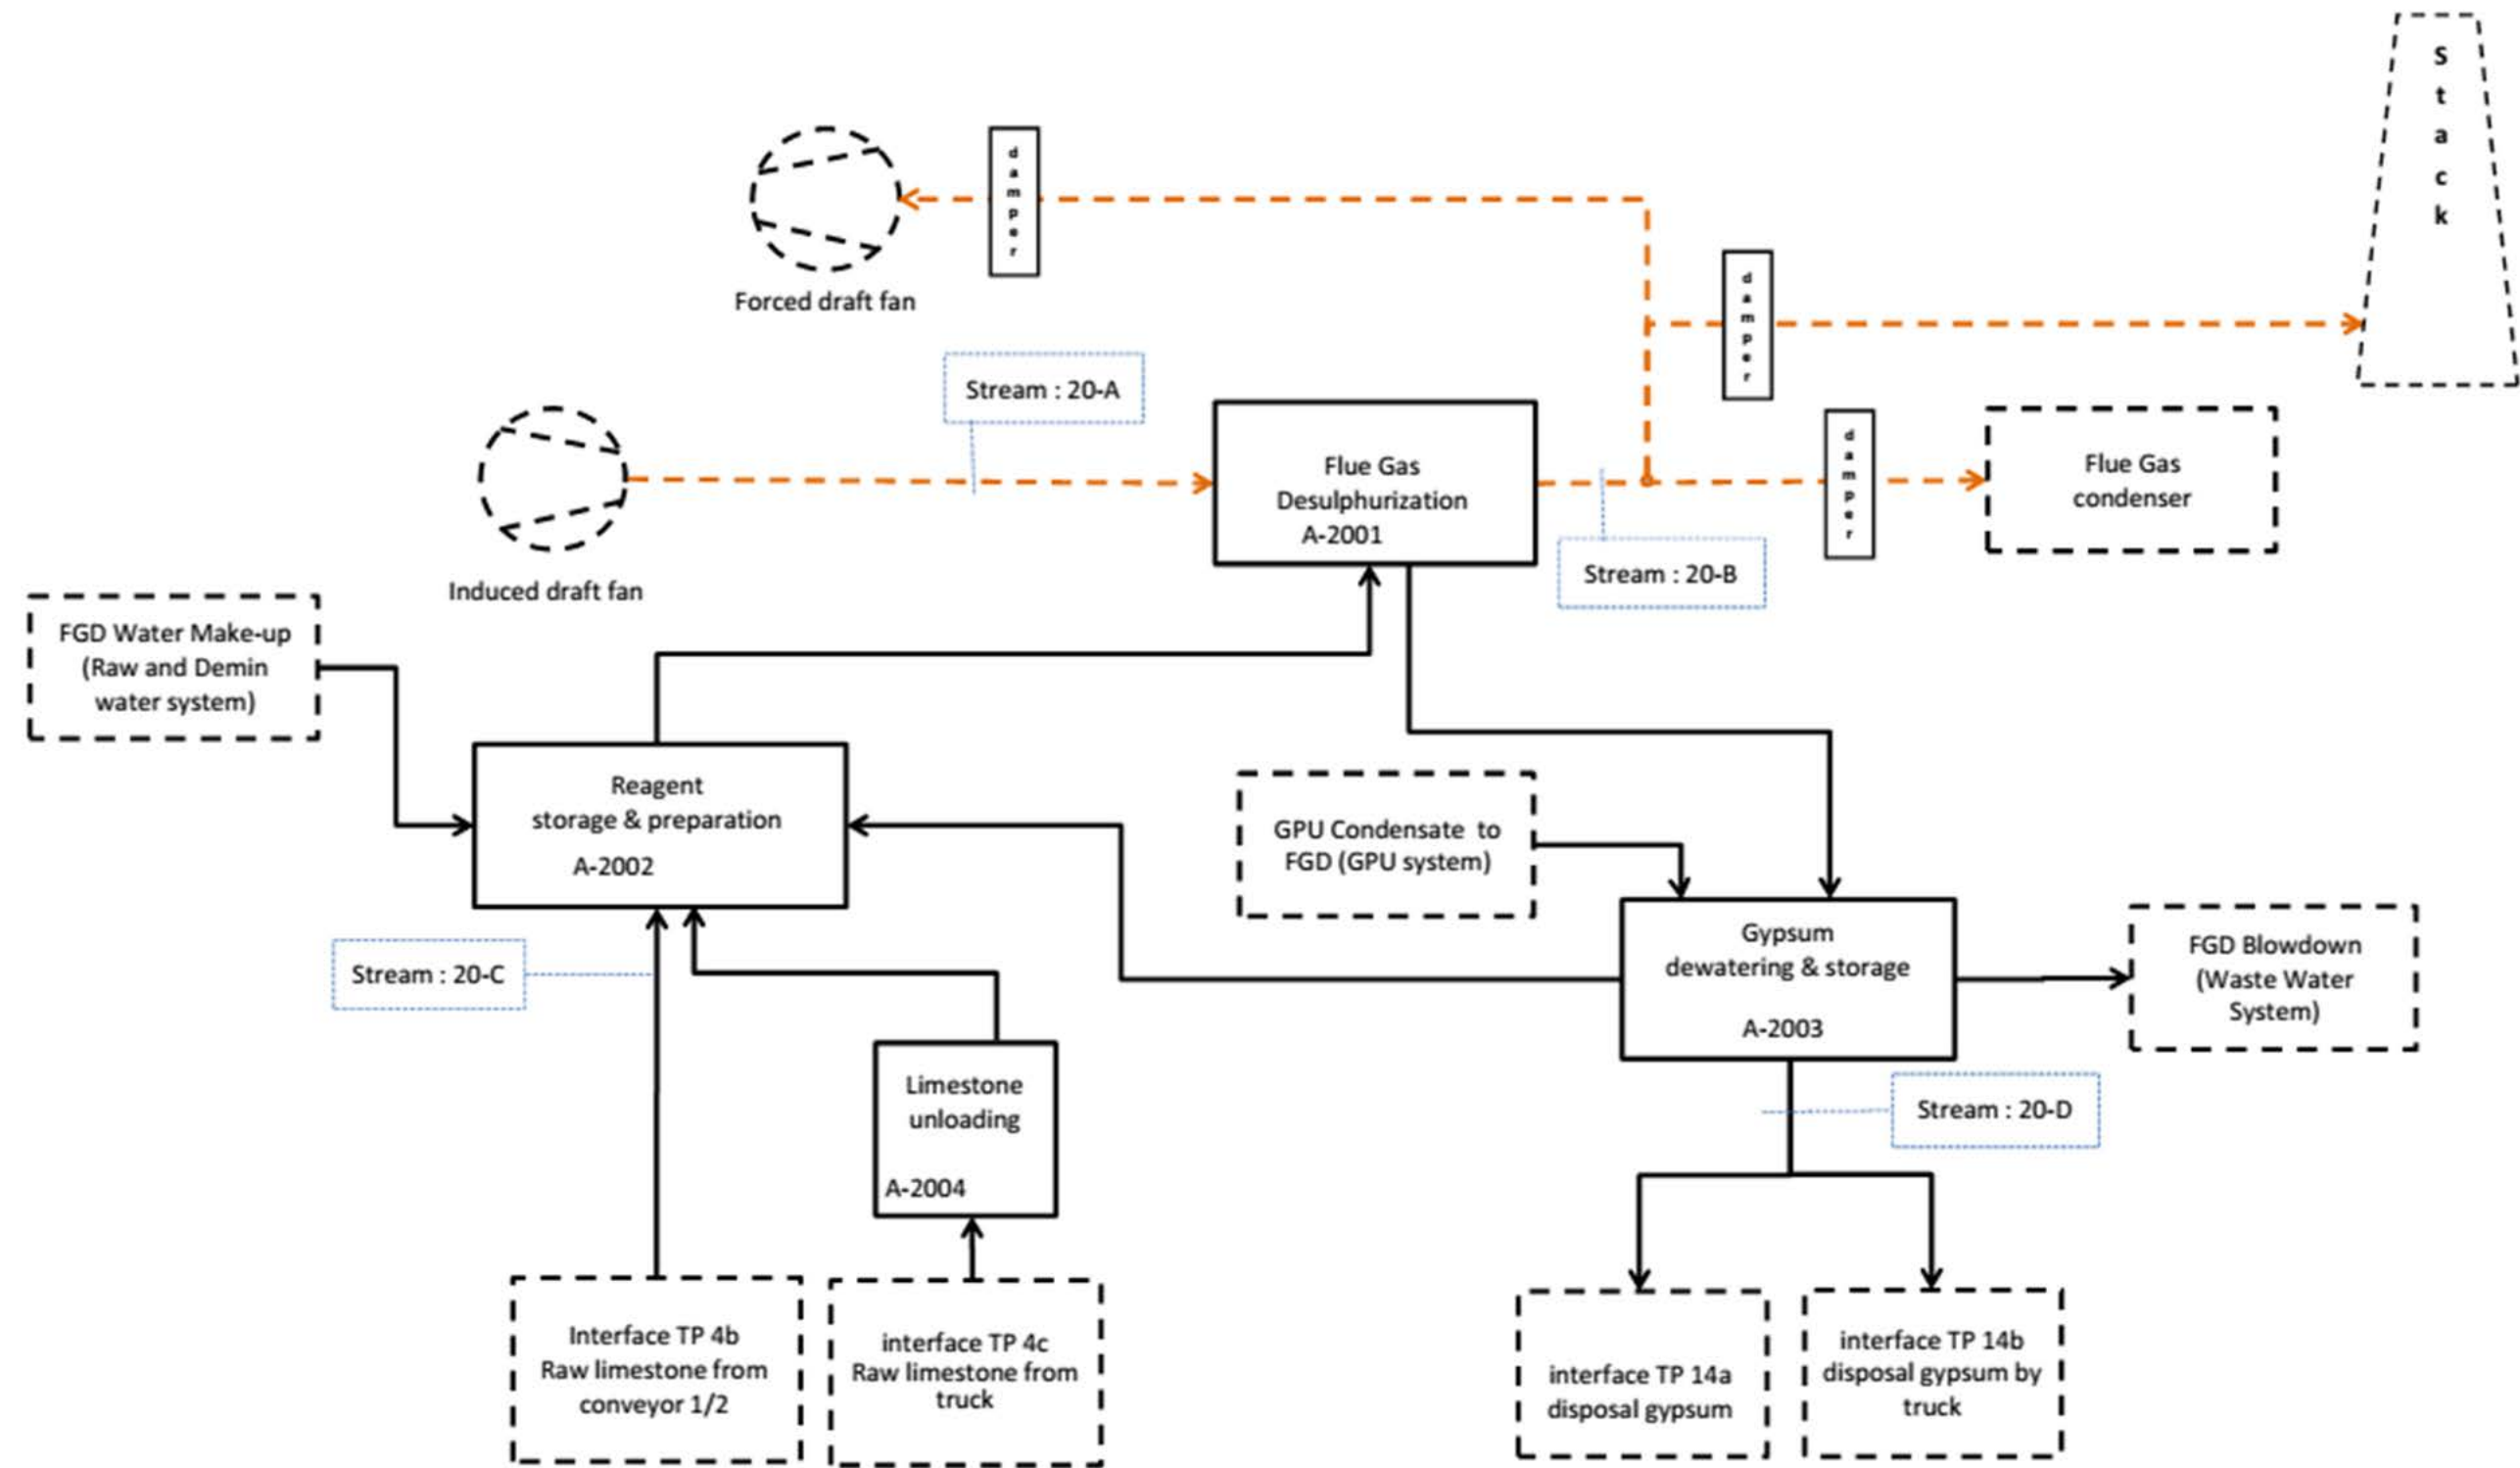 Stack
damper
Forced draft fan
damper
Stream : 20-A
Flue Gas
Desulphurization
A-2001
damper
Flue Gas
condenser
Stream : 20-B
Induced draft fan
FGD Water Make-up
(Raw and Demin
water system)
Reagent
storage & preparation
A-2002
GPU Condensate to
FGD (GPU system)
Gypsum
dewatering & storage
A-2003
FGD Blowdown
(Waste Water
System)
Stream : 20-C
Limestone
unloading
A-2004
Stream : 20-D
Interface TP 4b
Raw limestone from
conveyor 1/2
interface TP 4c
Raw limestone from
truck
interface TP 14a
disposal gypsum
interface TP 14b
disposal gypsum by
truck